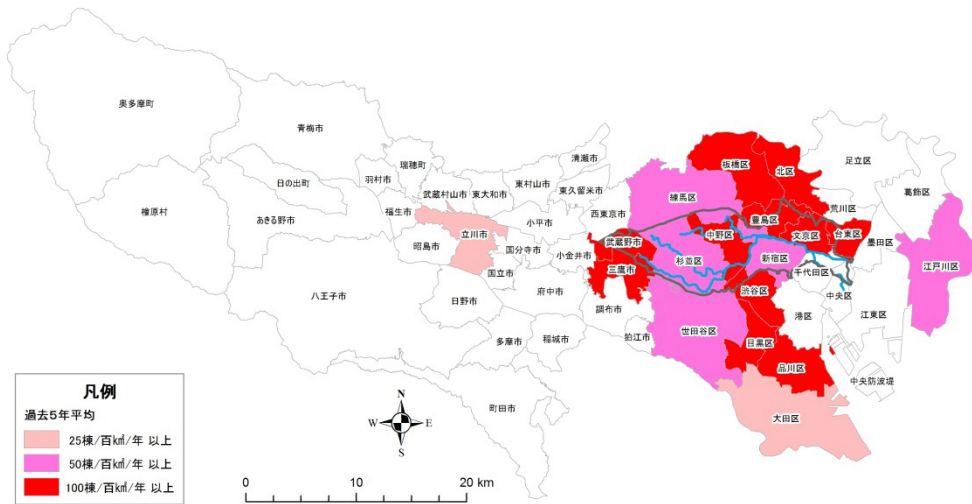 奥多摩町
青梅市
瑞穂町
羽村市
日の出町
檜原村
あきる野市
福生市
武蔵村山市
東大和市
東村山市
清瀬市
東久留米市
小平市
西東京市
立川市
昭島市
国分寺市
国立市
小金井市
八王子市
日野市
府中市
調布市
多摩市
稲城市
狛江市
町田市
武蔵野市
三鷹市
練馬区
板橋区
北区
足立区
葛飾区
荒川区
豊島区
文京区
台東区
墨田区
中野区
杉並区
新宿区
千代田区
江戸川区
渋谷区
中央区
江東区
港区
世田谷区
目黒区
品川区
中央防波堤
大田区
凡例
過去5年平均
25棟/百k㎡/年 以上
50棟/百k㎡/年 以上
100棟/百k㎡/年 以上
N
W
E
S
0 10 20 km